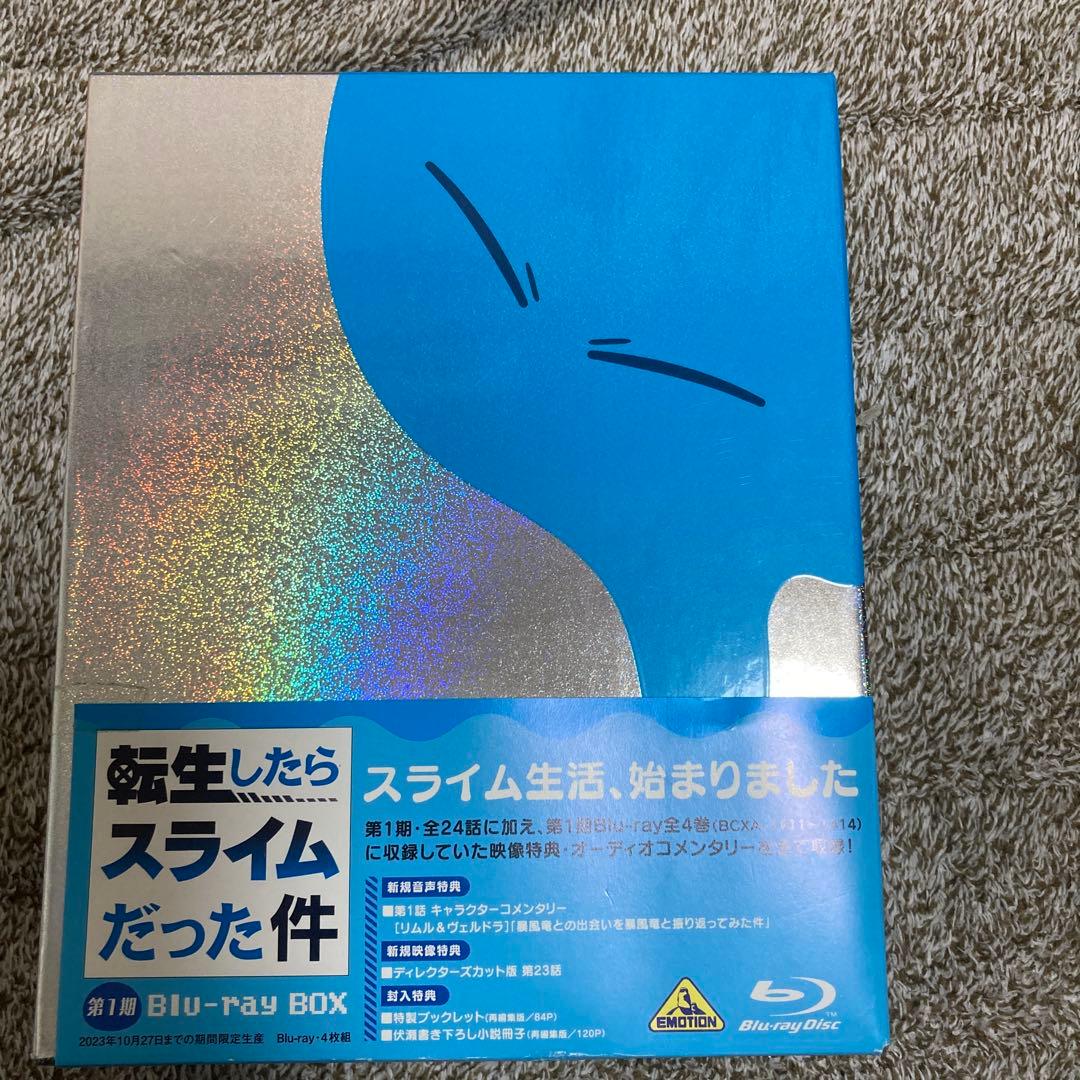 転生したら
スライム
だった件
第1期 Blu-ray BOX
2023年10月27日までの期間限定生産 Blu-ray・4枚組
スライム生活、始まりました
第1期・全24話に加え、第1期Blu-ray全4巻
に収録していた映像特典・オーディオコメンタリーを全て収録!
新規音声特典
■第1話 キャラクターコメンタリー
[リムル&ヴェルドラ]「暴風竜との出会いを暴風竜と振り返ってみた件」
新規映像特典
■ディレクターズカット版 第23話
封入特典
■特製ブックレット(再編集版/84P)
■伏瀬書き下ろし小説冊子(再編集版/120P)
EMOTION
Blu-ray Disc
TM